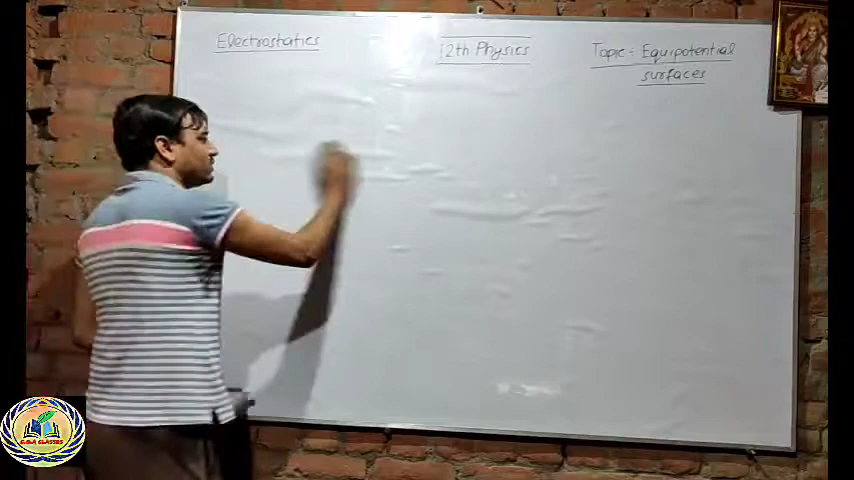 Electrostatics
12th Physics
Topic:- Equipotential
surfaces